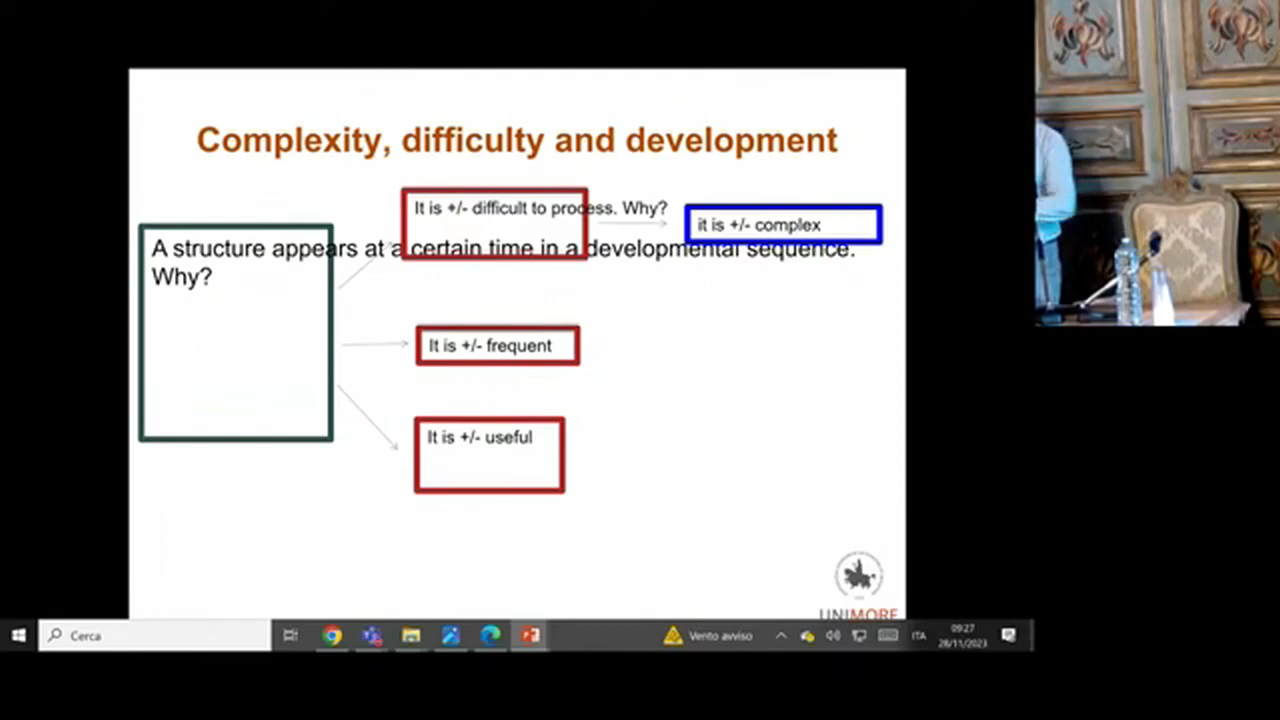 Complexity, difficulty and development
It is +/- difficult to process. Why?
it is +/- complex
A structure appears at a certain time in a developmental sequence.
Why?
It is +/- frequent
It is +/- useful
UNIMORE
Cerca
Vento avviso
ITA
09:27
28/11/2023